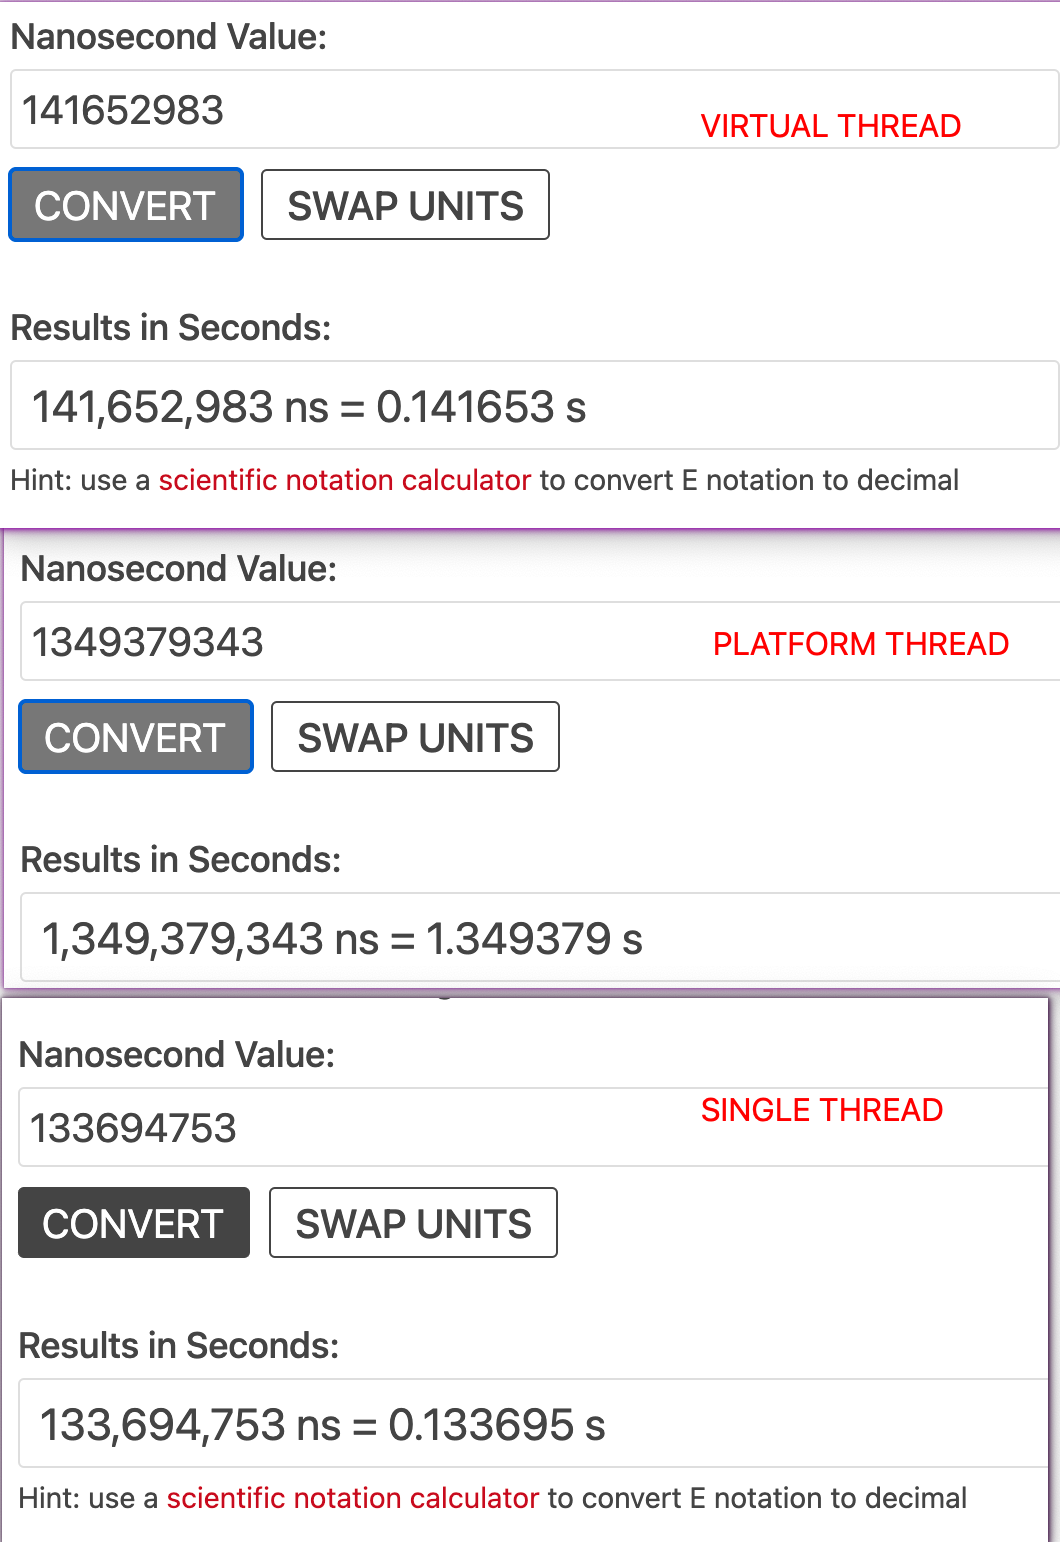 Nanosecond Value:
141652983
VIRTUAL THREAD
CONVERT SWAP UNITS
Results in Seconds:
141,652,983 ns = 0.141653 s
Hint: use a scientific notation calculator to convert E notation to decimal
Nanosecond Value:
1349379343
PLATFORM THREAD
CONVERT SWAP UNITS
Results in Seconds:
1,349,379,343 ns = 1.349379 s
Nanosecond Value:
133694753
SINGLE THREAD
CONVERT SWAP UNITS
Results in Seconds:
133,694,753 ns = 0.133695 s
Hint: use a scientific notation calculator to convert E notation to decimal